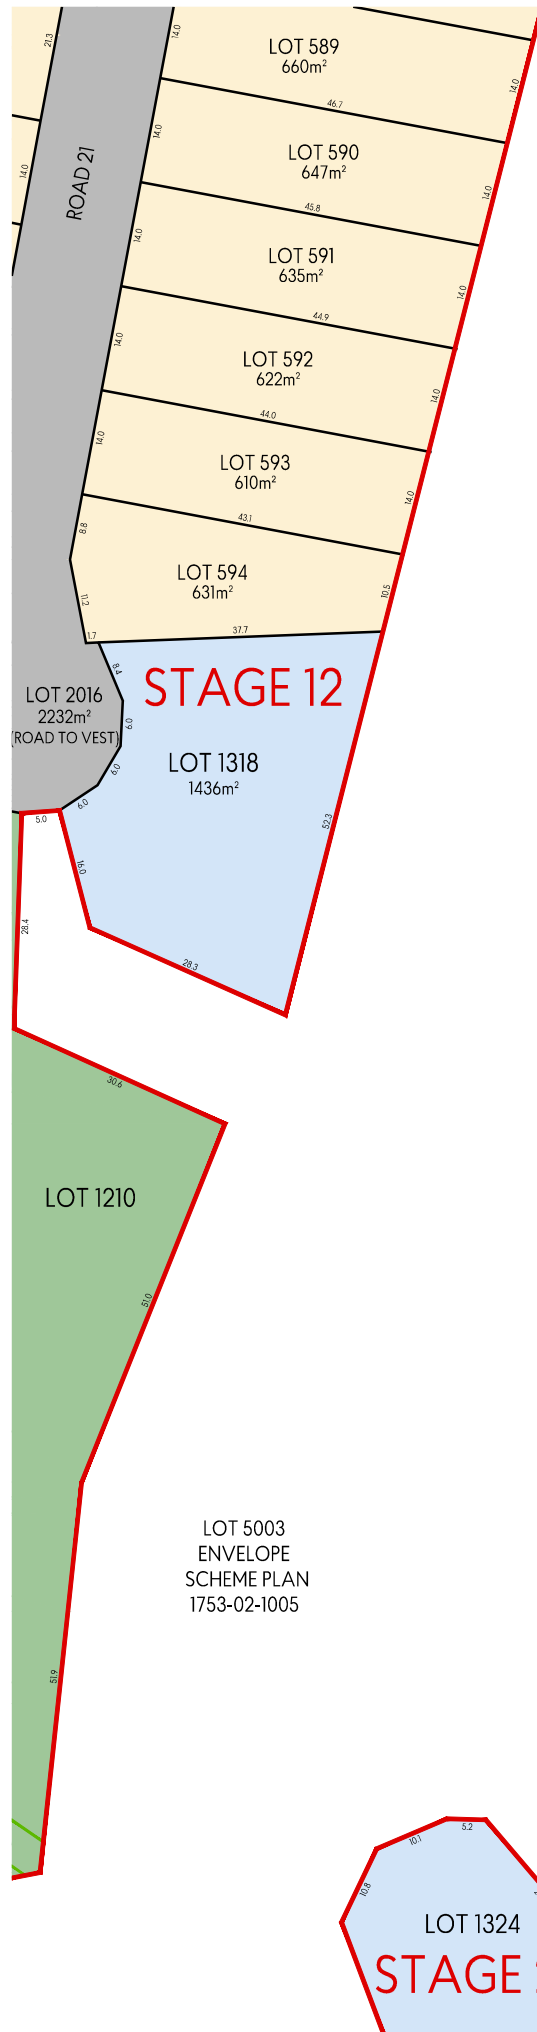 21.3
14.0
LOT 589
660m²
14.0
46.7
14.0
ROAD 21
LOT 590
647m²
14.0
14.0
45.8
14.0
LOT 591
635m²
14.0
44.9
14.0
LOT 592
622m²
14.0
44.0
14.0
LOT 593
610m²
14.0
43.1
8.8
LOT 594
631m²
10.5
11.2
1.7
37.7
8.4
STAGE 12
LOT 2016
2232m²
(ROAD TO VEST)
6.0
LOT 1318
1436m²
6.0
6.0
5.0
52.3
16.0
28.4
28.3
30.6
LOT 1210
51.0
LOT 5003
ENVELOPE
SCHEME PLAN
1753-02-1005
51.9
5.2
10.1
10.8
LOT 1324
STAGE